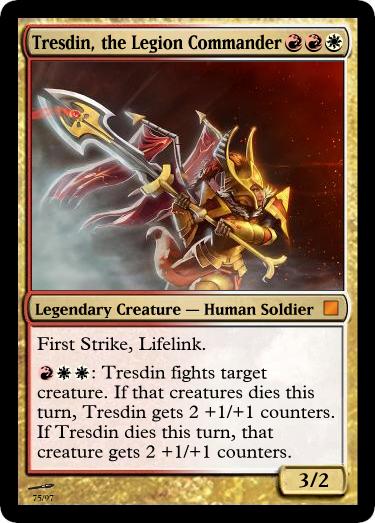 Tresdin, the Legion Commander
Legendary Creature — Human Soldier
First Strike, Lifelink.
: Tresdin fights target
creature. If that creatures dies this
turn, Tresdin gets 2 +1/+1 counters.
If Tresdin dies this turn, that
creature gets 2 +1/+1 counters.
3/2
75/97